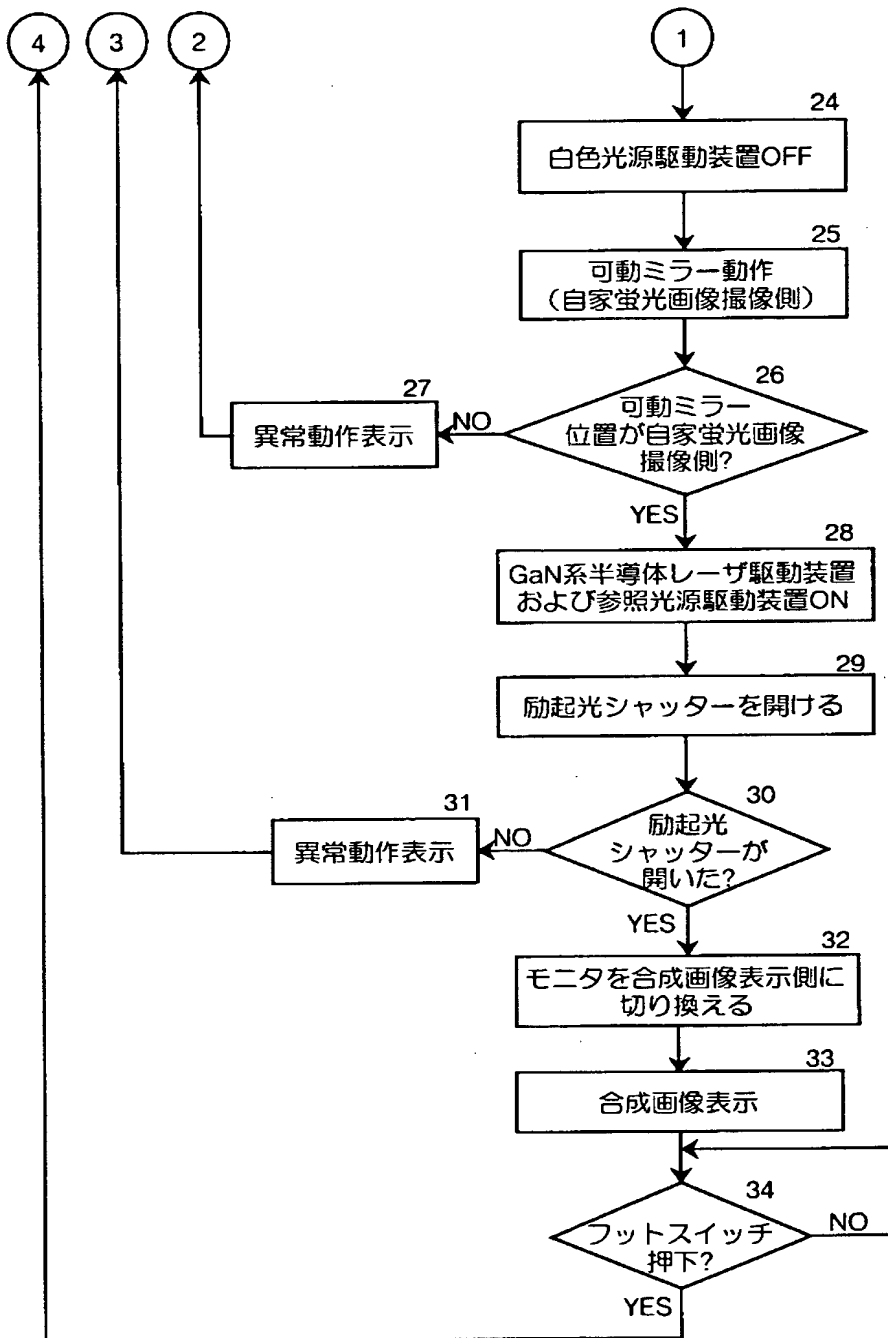 4
3
2
1
24
白色光源駆動装置OFF
25
可動ミラー動作
(自家蛍光画像撮像側)
26
可動ミラー
位置が自家蛍光画像
撮像側?
NO
27
異常動作表示
YES
28
GaN系半導体レーザ駆動装置
および参照光源駆動装置ON
29
励起光シャッターを開ける
30
励起光
シャッターが
開いた?
NO
31
異常動作表示
YES
32
モニタを合成画像表示側に
切り換える
33
合成画像表示
34
フットスイッチ
押下?
NO
YES